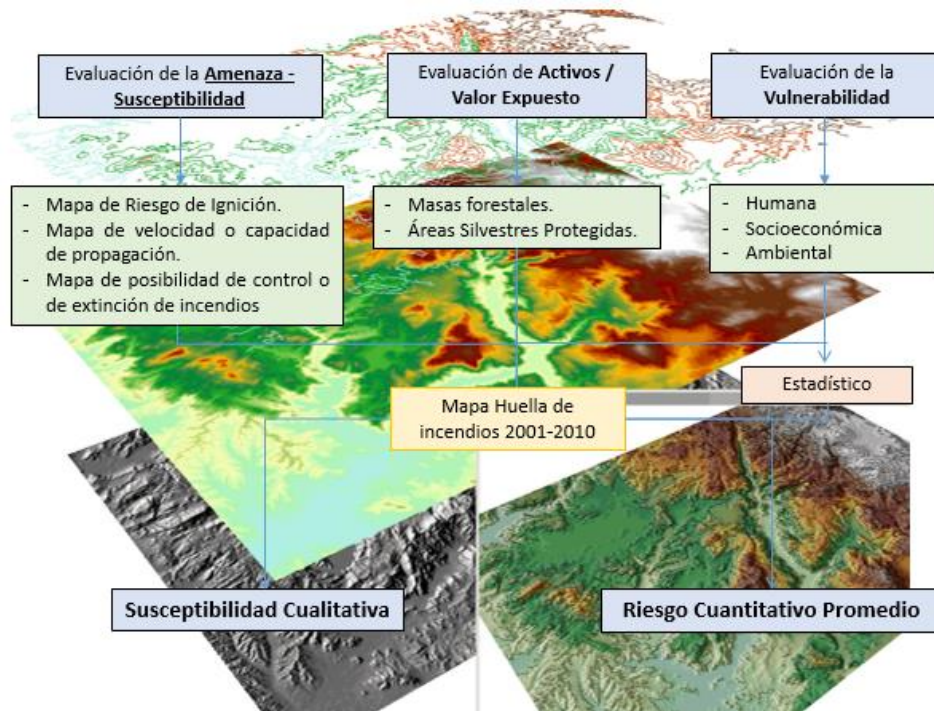 Evaluación de la Amenaza -
Susceptibilidad
Evaluación de Activos /
Valor Expuesto
Evaluación de la
Vulnerabilidad
- Mapa de Riesgo de Ignición.
- Mapa de velocidad o capacidad
de propagación.
- Mapa de posibilidad de control o
de extinción de incendios
- Masas forestales.
- Áreas Silvestres Protegidas.
- Humana
- Socioeconómica
- Ambiental
Estadístico
Mapa Huella de
incendios 2001-2010
Susceptibilidad Cualitativa
Riesgo Cuantitativo Promedio